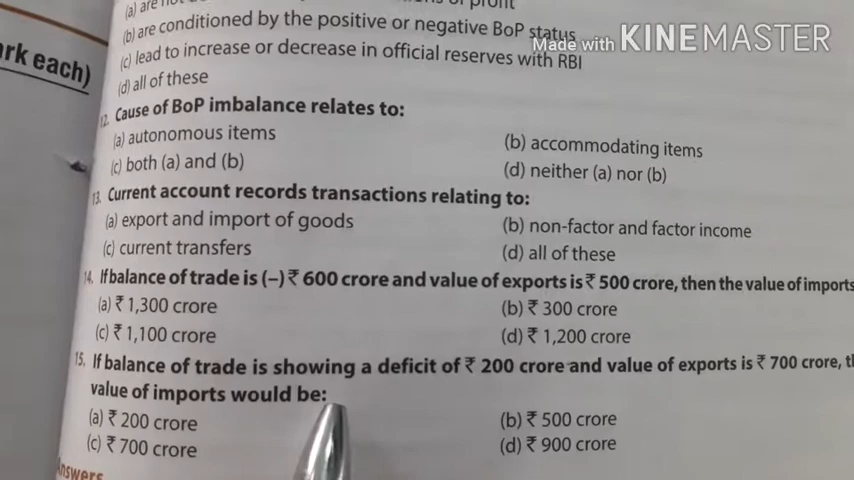 Made with KINEMASTER
ark each)
(a) are
(b) are conditioned by the positive or negative BoP status
(c) lead to increase or decrease in official reserves with RBI
(d) all of these
12. Cause of BoP imbalance relates to:
(a) autonomous items (b) accommodating items
(c) both (a) and (b) (d) neither (a) nor (b)
13. Current account records transactions relating to:
(a) export and import of goods (b) non-factor and factor income
(c) current transfers (d) all of these
14. If balance of trade is (–) ₹ 600 crore and value of exports is ₹ 500 crore, then the value of imports
(a) ₹ 1,300 crore (b) ₹ 300 crore
(c) ₹ 1,100 crore (d) ₹ 1,200 crore
15. If balance of trade is showing a deficit of ₹ 200 crore and value of exports is ₹ 700 crore,
value of imports would be:
(a) ₹ 200 crore (b) ₹ 500 crore
(c) ₹ 700 crore (d) ₹ 900 crore
Answers